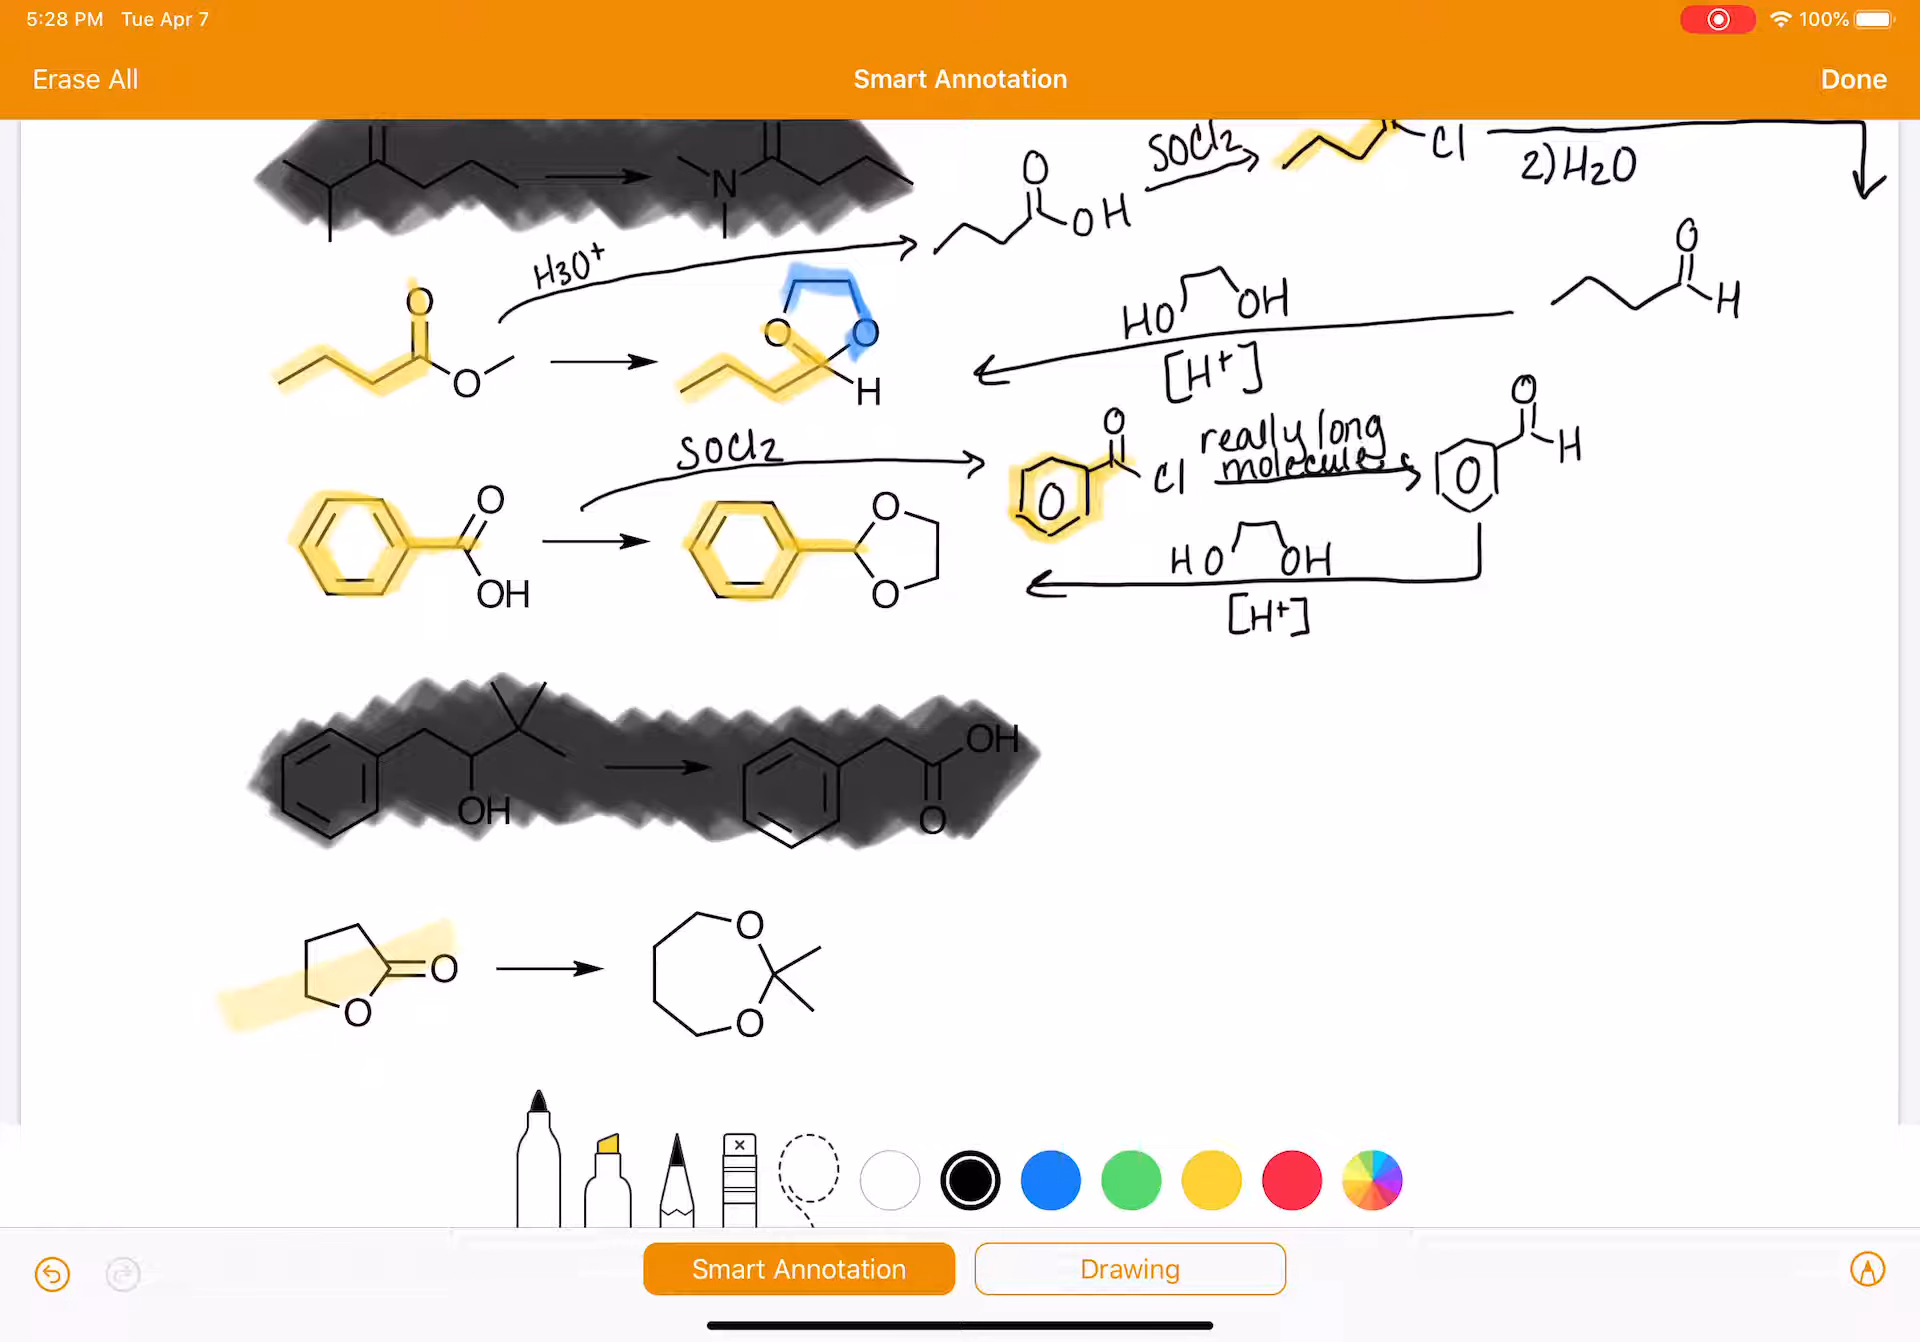 5:28 PM Tue Apr 7
100%
Erase All
Smart Annotation
Done
N
O
OH
SOCl2
Cl
2) H2O
H3O+
O
O
O
O
H
HO OH
[H+]
O
H
SOCl2
O
Cl
really long
molecule
O
H
O
OH
O
O
HO OH
[H+]
OH
OH
O
O
O
O
O
Smart Annotation
Drawing